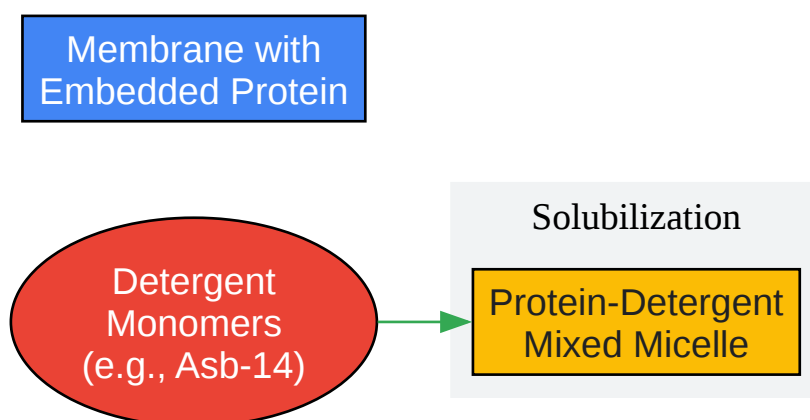 Membrane with
Embedded Protein
Solubilization
Detergent
Monomers
(e.g., Asb-14)
Protein-Detergent
Mixed Micelle